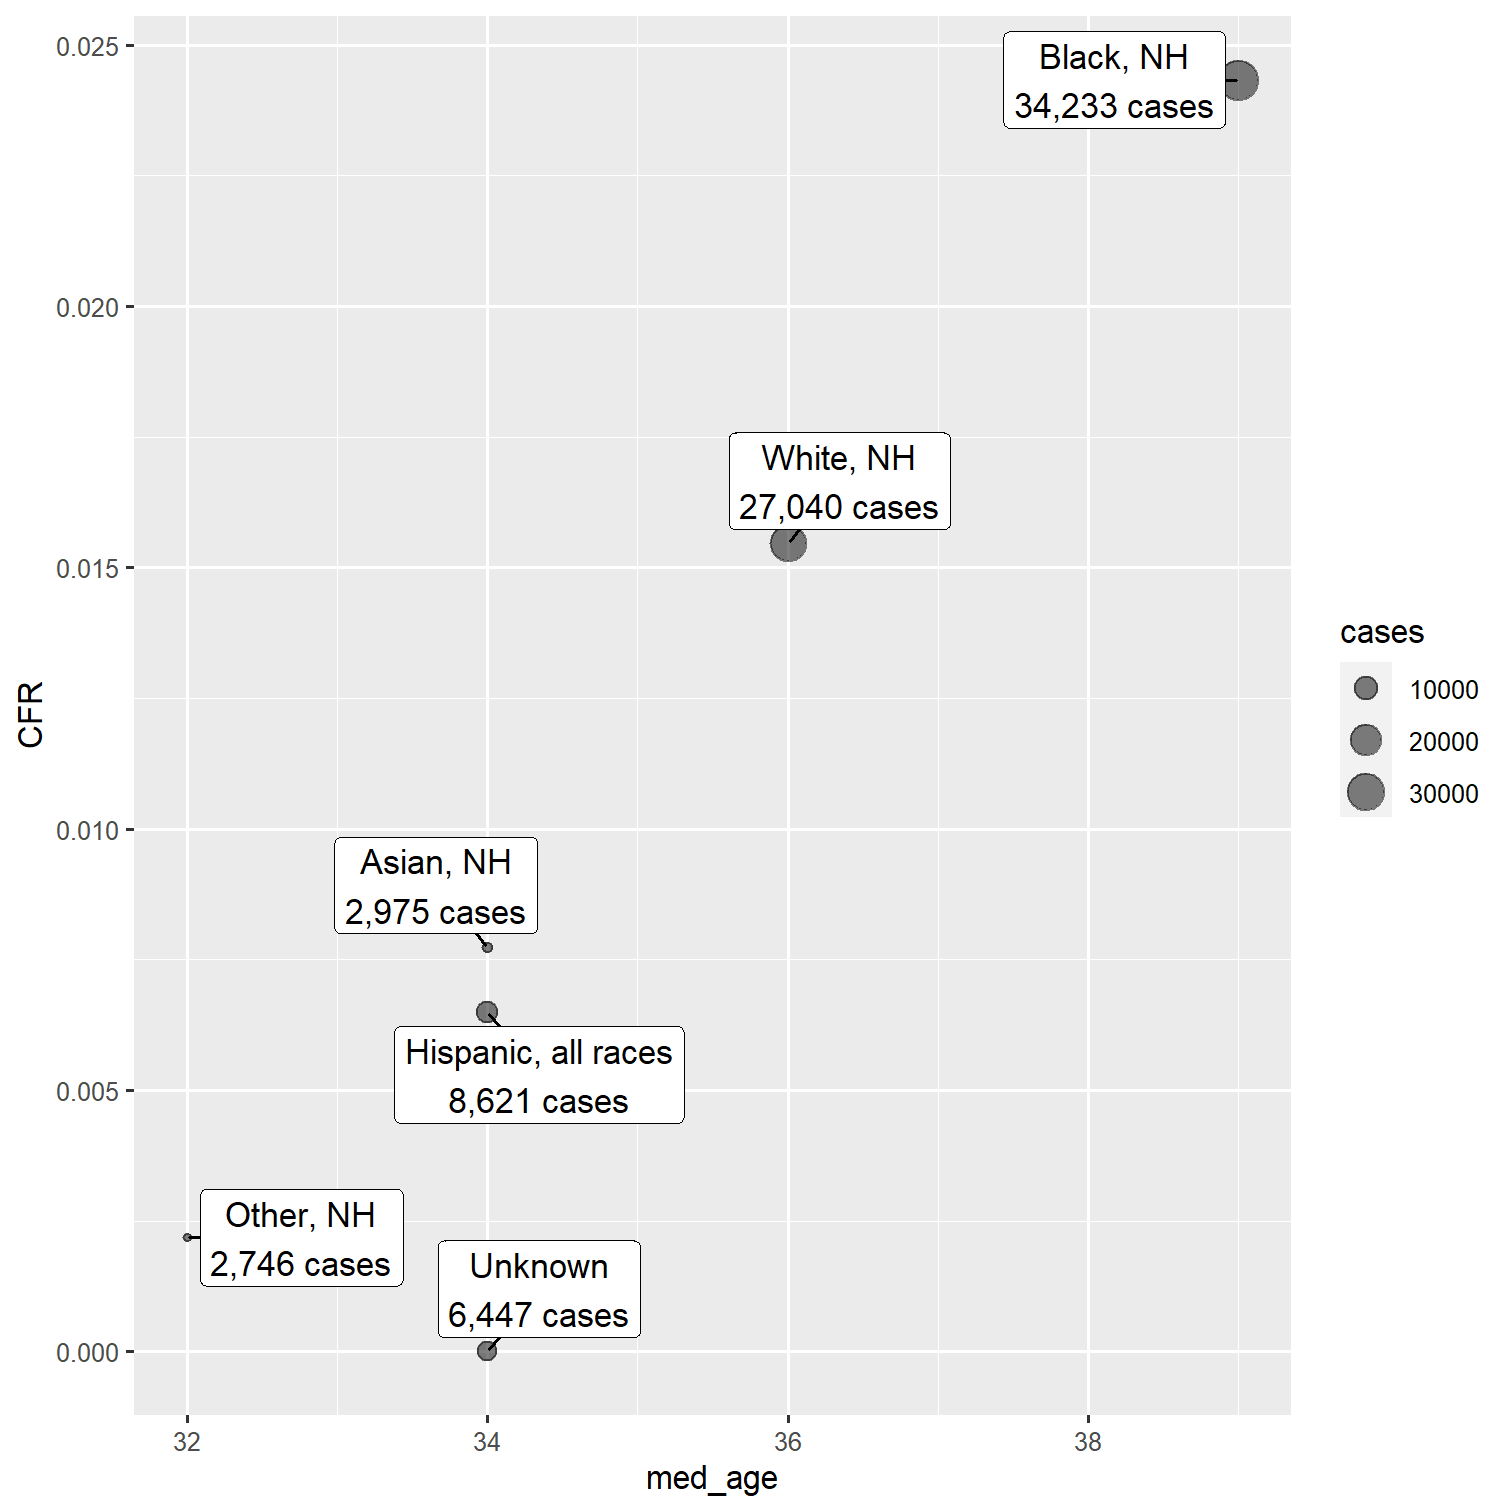 0.025
0.020
0.015
0.010
0.005
0.000
CFR
Black, NH
34,233 cases
White, NH
27,040 cases
Asian, NH
2,975 cases
Hispanic, all races
8,621 cases
Other, NH
2,746 cases
Unknown
6,447 cases
32
34
36
38
med_age
cases
10000
20000
30000